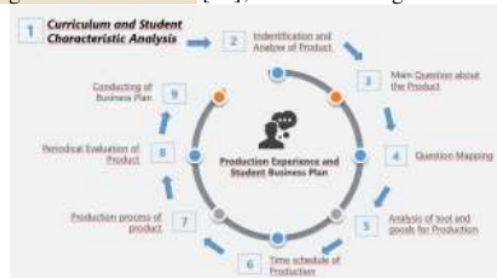 1 Curriculum and Student
Characteristic Analysis
2 Indentification and
Analyse of Product
3 Main Question about
the Product
4 Question Mapping
5 Analysis of tool and
goods for Production
6 Time schedule of
Production
7 Production process of
product
8 Periodical Evaluation of
Product
9 Conducting of
Business Plan
Production Experience and
Student Business Plan